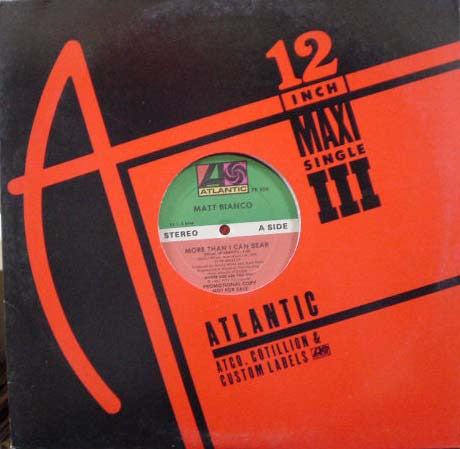 12
INCH
MAXI
SINGLE
III
ATLANTIC
MATT BIANCO
STEREO
A SIDE
MORE THAN I CAN BEAR
PROMOTIONAL COPY
NOT FOR SALE
ATLANTIC
ATCO, COTILLION &
CUSTOM LABELS